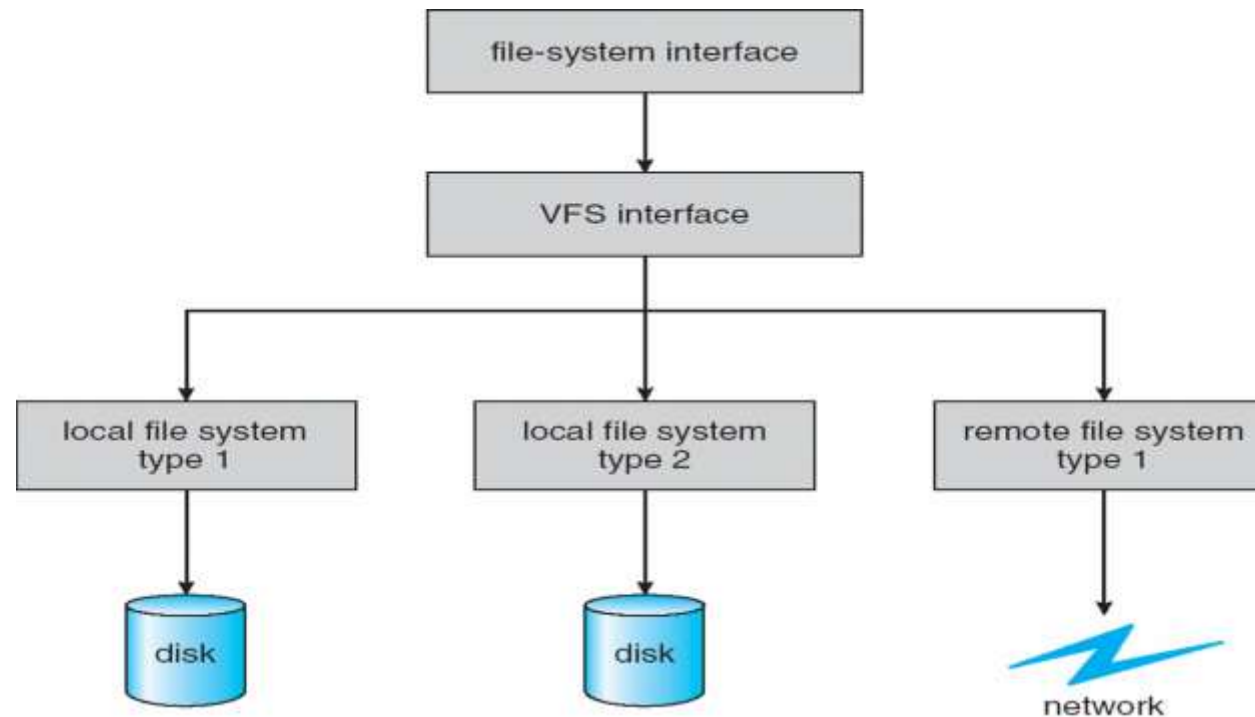 file-system interface
VFS interface
local file system
type 1
local file system
type 2
remote file system
type 1
disk
disk
network